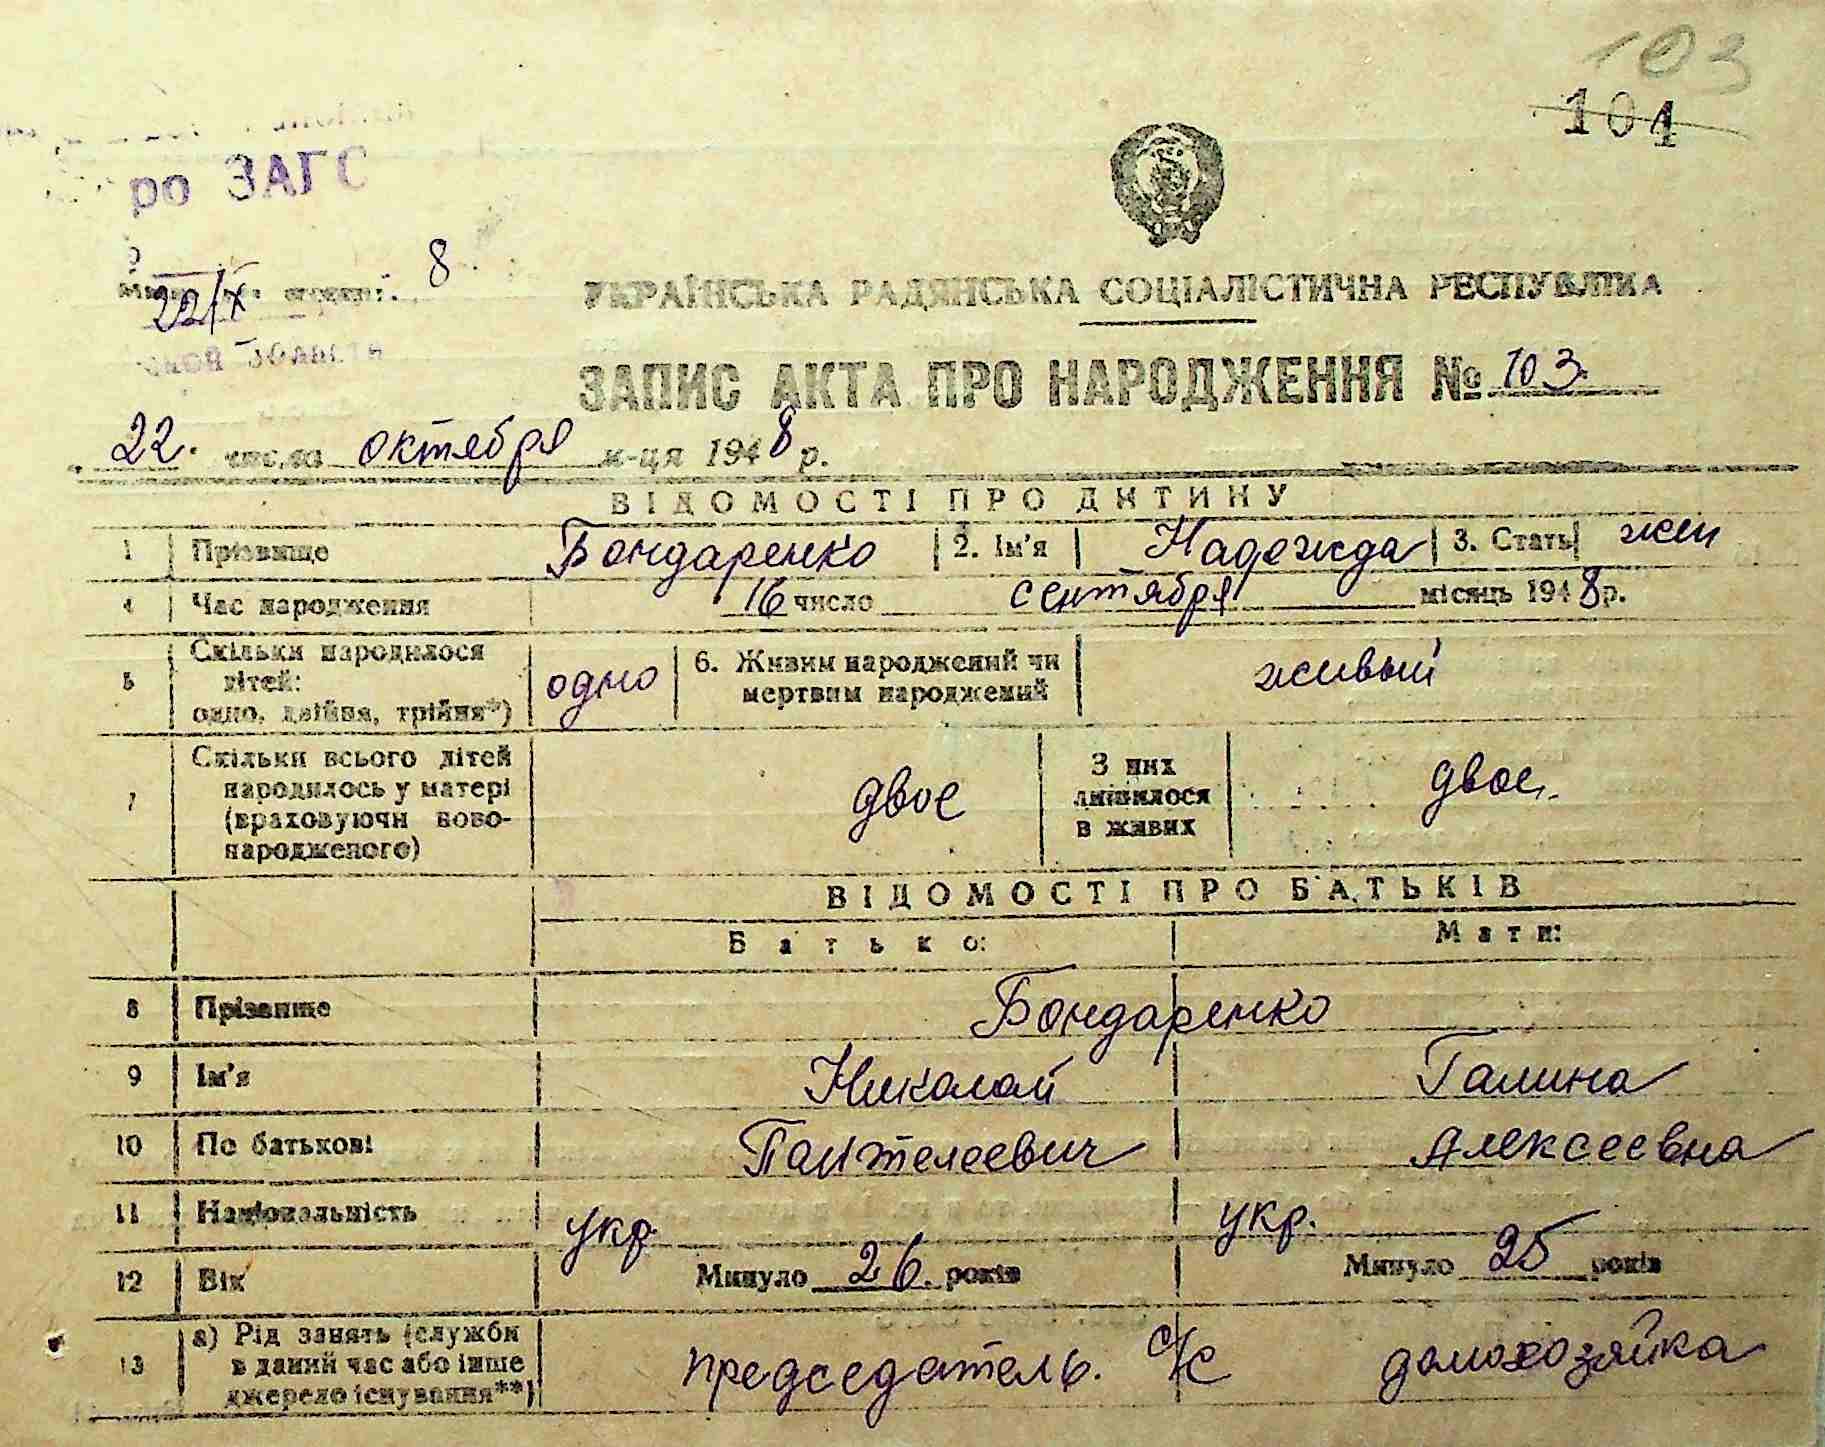 103
101
ро ЗАГС
22/X 8
УКРАЇНСЬКА РАДЯНСЬКА СОЦІАЛІСТИЧНА РЕСПУБЛІКА
ЗАПИС АКТА ПРО НАРОДЖЕННЯ № 103.
22. числа октября м-ця 1948 р.
ВІДОМОСТІ ПРО ДИТИНУ
1 Прізвище Бондаренко 2. Ім'я Надежда 3. Стать жен
4 Час народження 16 число сентября місяць 1948 р.
5 Скільки народилося дітей: одно, двійня, трійня*) одно 6. Живим народжений чи мертвим народжений живый
7 Скільки всього дітей народилось у матері (враховуючи новонародженого) двое З них лишилося в живих двое.
ВІДОМОСТІ ПРО БАТЬКІВ
Батько: Мати:
8 Прізвище Бондаренко
9 Ім'я Николай Галина
10 По батькові Пантелеевич Алексеевна
11 Національність укр. укр.
12 Вік Минуло 26. років Минуло 25 років
13 а) Рід занять (служби в даний час або інше джерело існування**) председатель. с/с домохозяйка